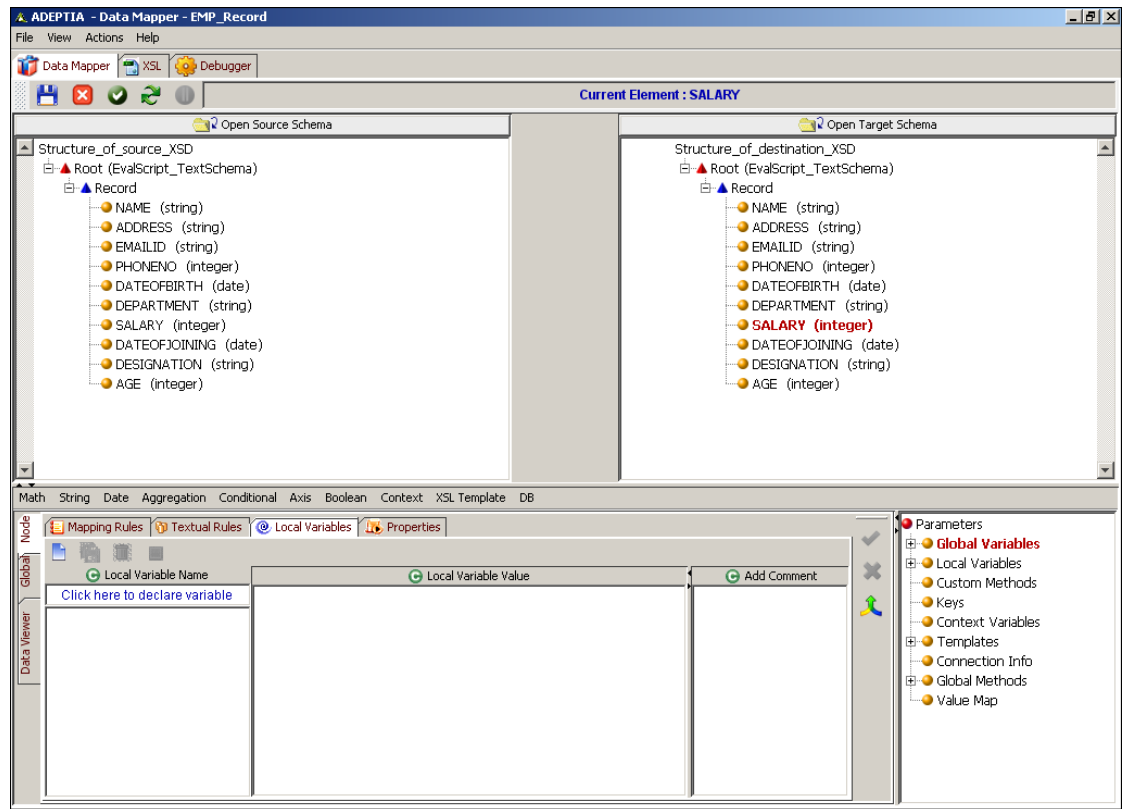 ADEPTIA - Data Mapper - EMP_Record
File View Actions Help
Data Mapper XSL Debugger
Current Element : SALARY
Open Source Schema
Structure_of_source_XSD
Root (EvalScript_TextSchema)
Record
NAME (string)
ADDRESS (string)
EMAILID (string)
PHONENO (integer)
DATEOFBIRTH (date)
DEPARTMENT (string)
SALARY (integer)
DATEOFJOINING (date)
DESIGNATION (string)
AGE (integer)
Open Target Schema
Structure_of_destination_XSD
Root (EvalScript_TextSchema)
Record
NAME (string)
ADDRESS (string)
EMAILID (string)
PHONENO (integer)
DATEOFBIRTH (date)
DEPARTMENT (string)
SALARY (integer)
DATEOFJOINING (date)
DESIGNATION (string)
AGE (integer)
Math String Date Aggregation Conditional Axis Boolean Context XSL Template DB
Node
Global
Data Viewer
Mapping Rules Textual Rules Local Variables Properties
Local Variable Name Local Variable Value Add Comment
Click here to declare variable
Parameters
Global Variables
Local Variables
Custom Methods
Keys
Context Variables
Templates
Connection Info
Global Methods
Value Map